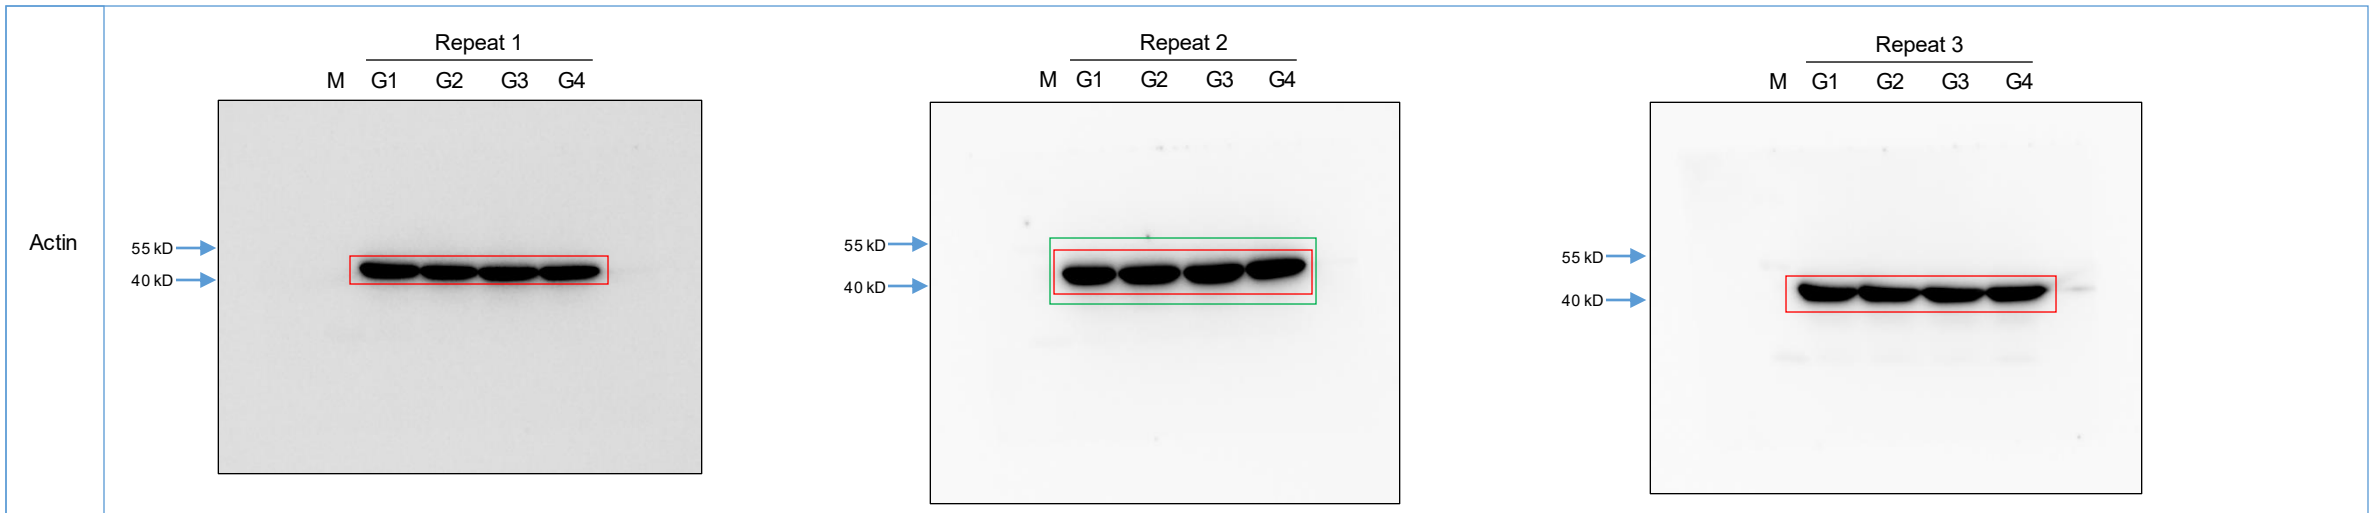 Actin
Repeat 1
M G1 G2 G3 G4
55 kD
40 kD
Repeat 2
M G1 G2 G3 G4
55 kD
40 kD
Repeat 3
M G1 G2 G3 G4
55 kD
40 kD